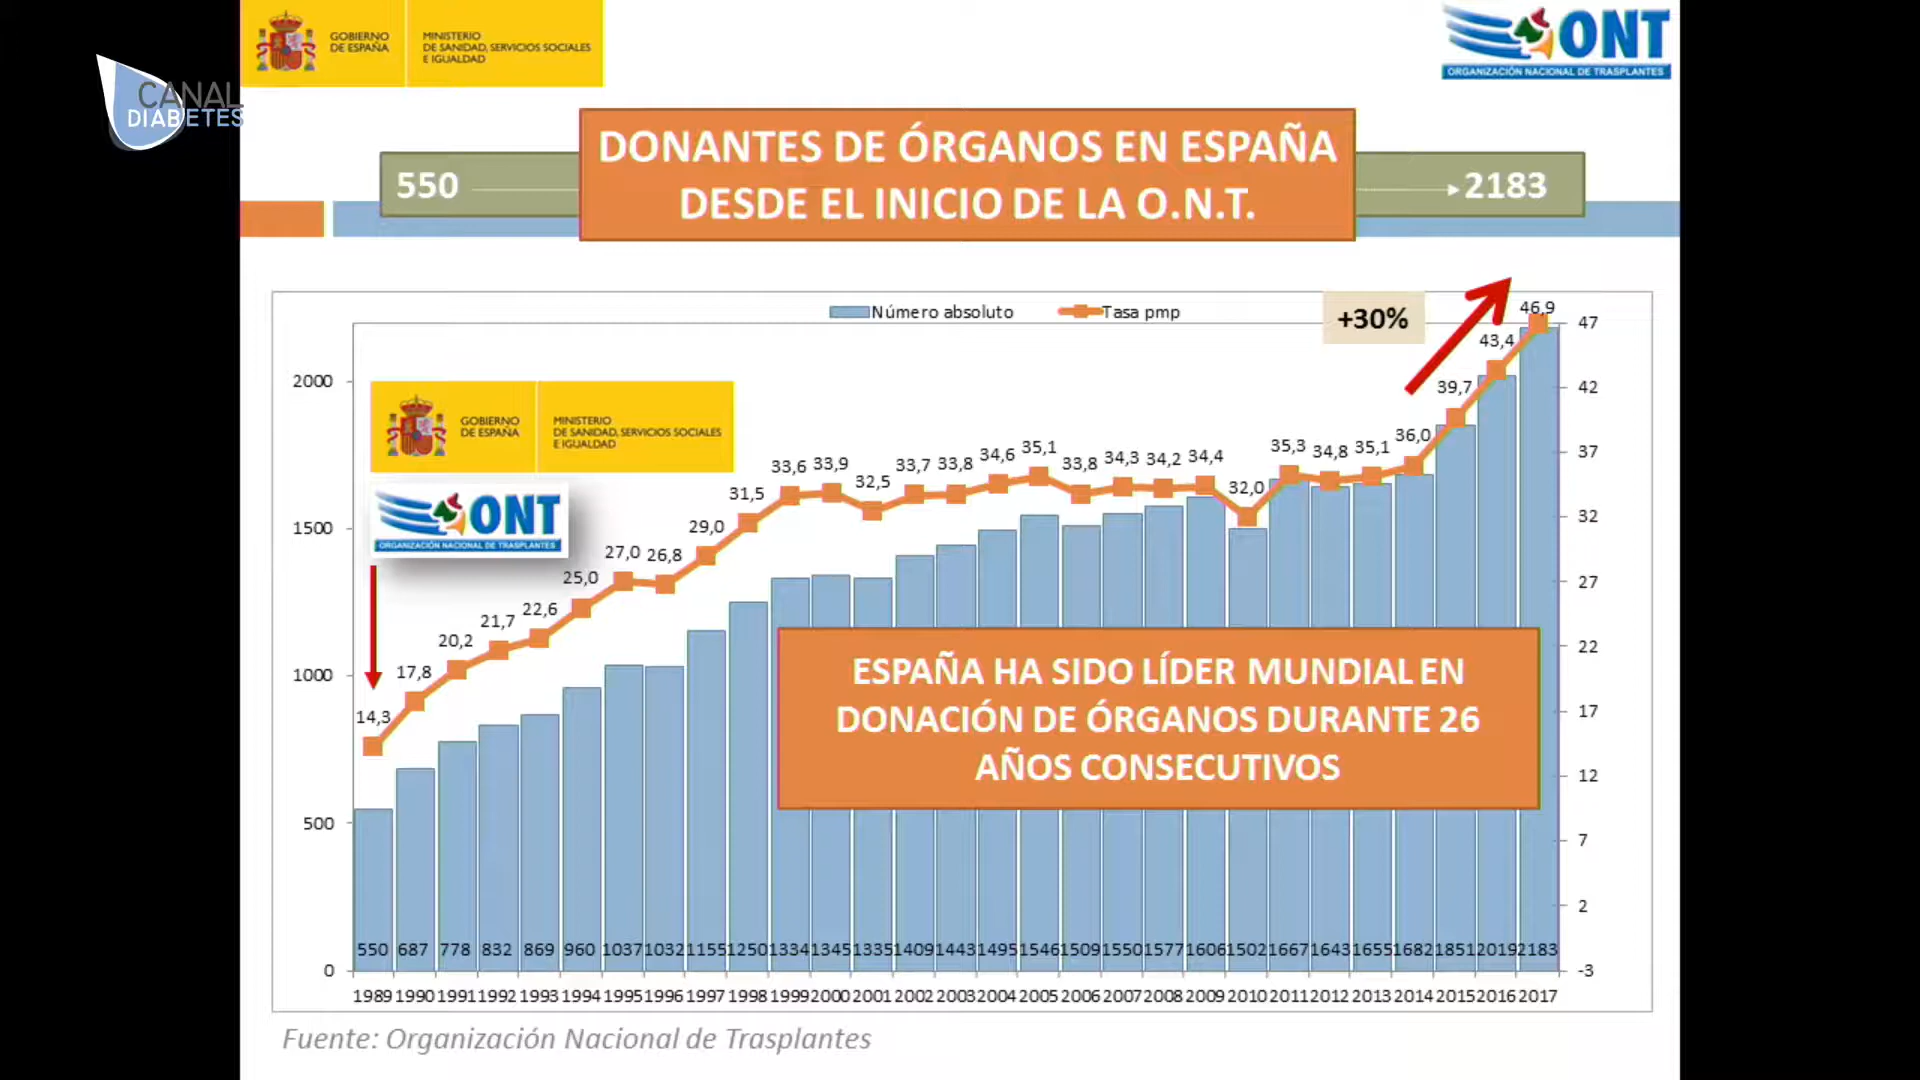 GOBIERNO
DE ESPAÑA
MINISTERIO
DE SANIDAD, SERVICIOS SOCIALES
E IGUALDAD
ONT
ORGANIZACIÓN NACIONAL DE TRASPLANTES
CANAL
DIABETES
DONANTES DE ÓRGANOS EN ESPAÑA
DESDE EL INICIO DE LA O.N.T.
550
2183
Número absoluto
Tasa pmp
+30%
2000
1500
1000
500
0
47
42
37
32
27
22
17
12
7
2
-3
GOBIERNO
DE ESPAÑA
MINISTERIO
DE SANIDAD, SERVICIOS SOCIALES
E IGUALDAD
ONT
ORGANIZACIÓN NACIONAL DE TRASPLANTES
14,3 17,8 20,2 21,7 22,6 25,0 27,0 26,8 29,0 31,5 33,6 33,9 32,5 33,7 33,8 34,6 35,1 33,8 34,3 34,2 34,4 32,0 35,3 34,8 35,1 36,0 39,7 43,4 46,9
ESPAÑA HA SIDO LÍDER MUNDIAL EN
DONACIÓN DE ÓRGANOS DURANTE 26
AÑOS CONSECUTIVOS
550 687 778 832 869 960 1037 1032 1155 1250 1334 1345 1335 1409 1443 1495 1546 1509 1550 1577 1606 1502 1667 1643 1655 1682 1851 2019 2183
1989 1990 1991 1992 1993 1994 1995 1996 1997 1998 1999 2000 2001 2002 2003 2004 2005 2006 2007 2008 2009 2010 2011 2012 2013 2014 2015 2016 2017
Fuente: Organización Nacional de Trasplantes